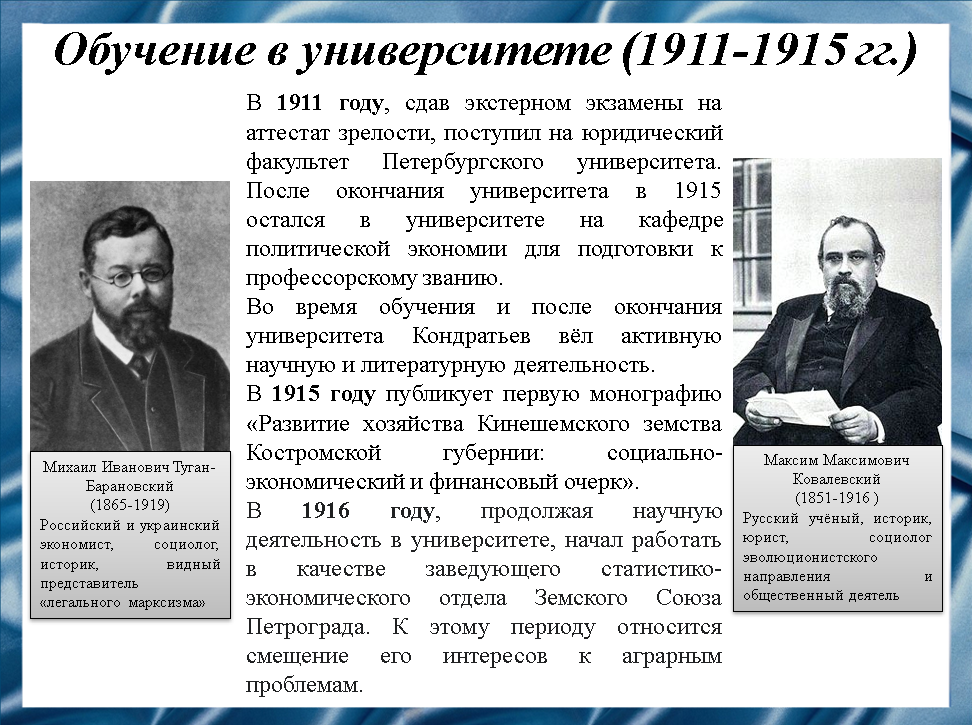 Обучение в университете (1911-1915 гг.)
В 1911 году, сдав экстерном экзамены на
аттестат зрелости, поступил на юридический
факультет Петербургского университета.
После окончания университета в 1915
остался в университете на кафедре
политической экономии для подготовки к
профессорскому званию.
Во время обучения и после окончания
университета Кондратьев вёл активную
научную и литературную деятельность.
В 1915 году публикует первую монографию
«Развитие хозяйства Кинешемского земства
Костромской губернии: социально-
экономический и финансовый очерк».
В 1916 году, продолжая научную
деятельность в университете, начал работать
в качестве заведующего статистико-
экономического отдела Земского Союза
Петрограда. К этому периоду относится
смещение его интересов к аграрным
проблемам.
Михаил Иванович Туган-
Барановский
(1865-1919)
Российский и украинский
экономист, социолог,
историк, видный
представитель
«легального марксизма»
Максим Максимович
Ковалевский
(1851-1916 )
Русский учёный, историк,
юрист, социолог
эволюционистского
направления и
общественный деятель